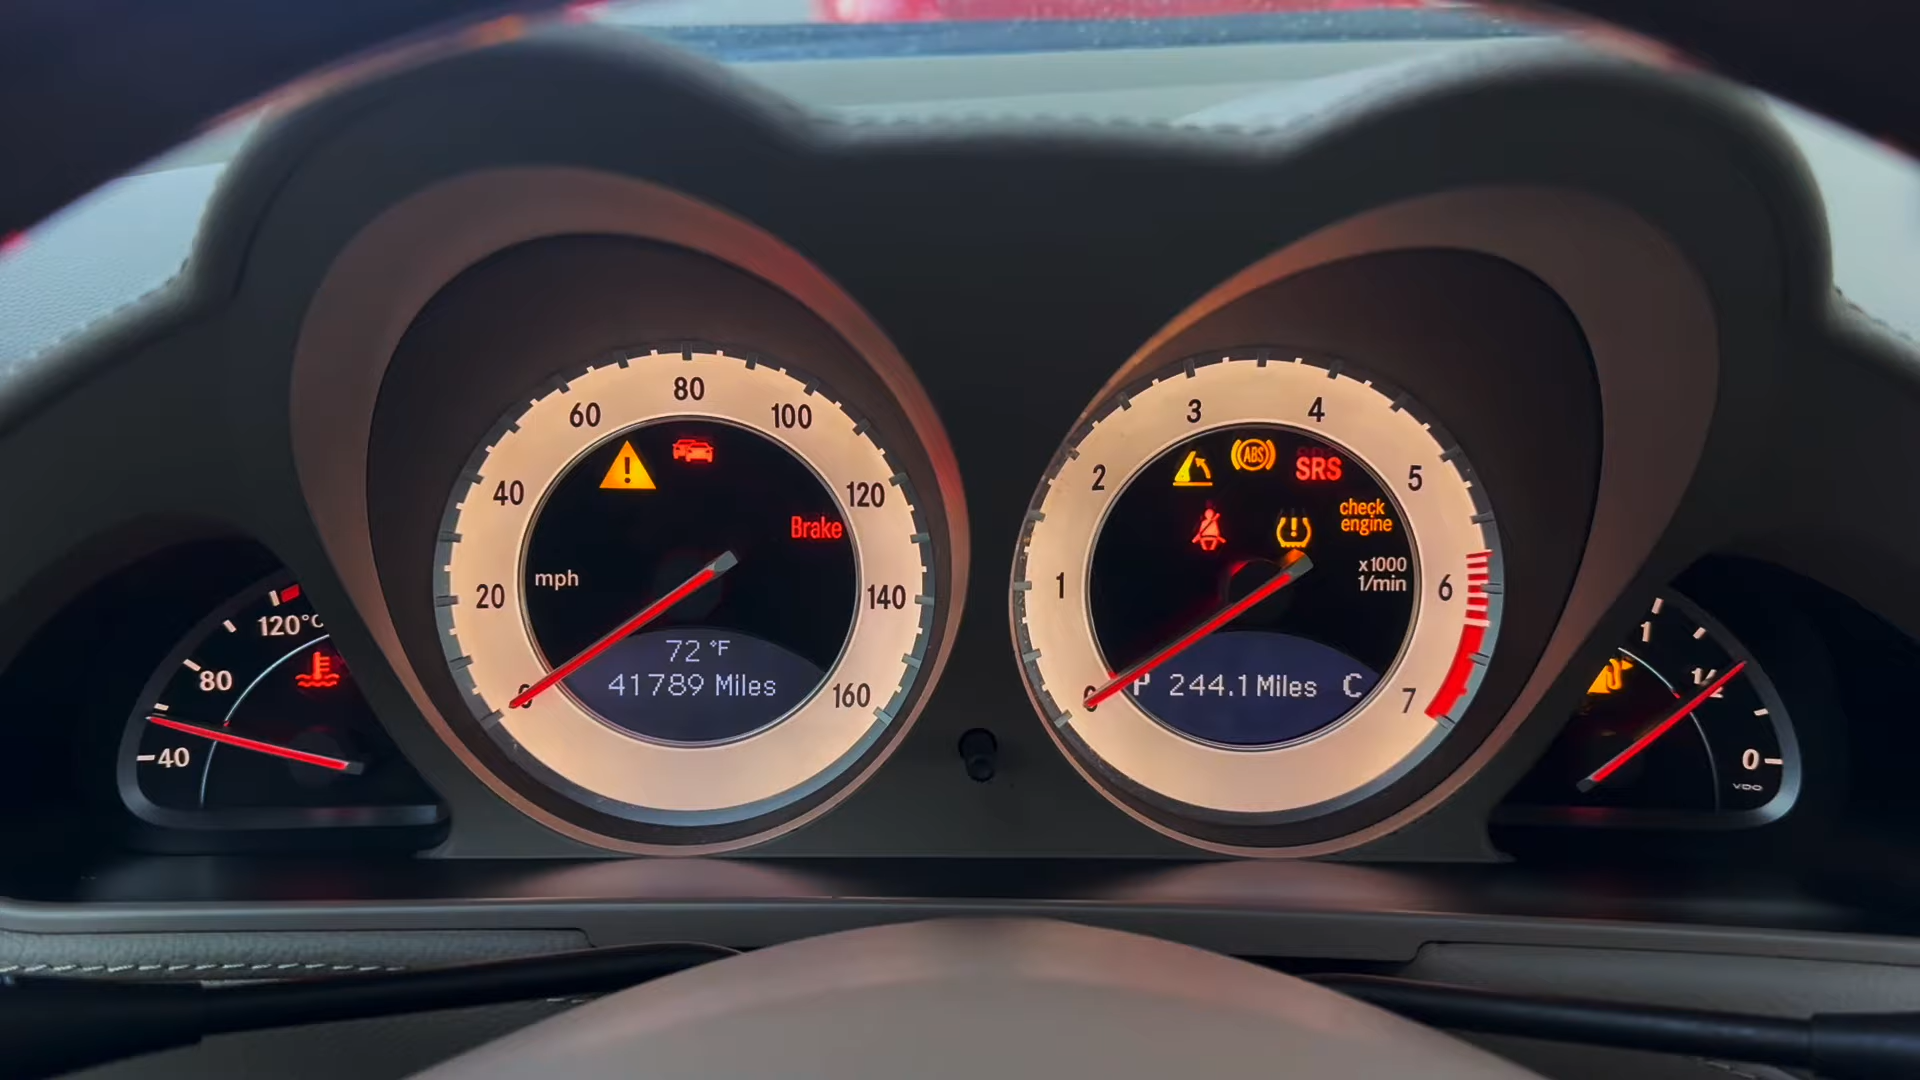 120°C
80
40
80
60
100
40
120
20
140
0
160
mph
Brake
72 °F
41789 Miles
3
4
2
5
1
6
0
7
ABS
SRS
check
engine
x1000
1/min
P 244.1 Miles C
1
1/2
0
VDO